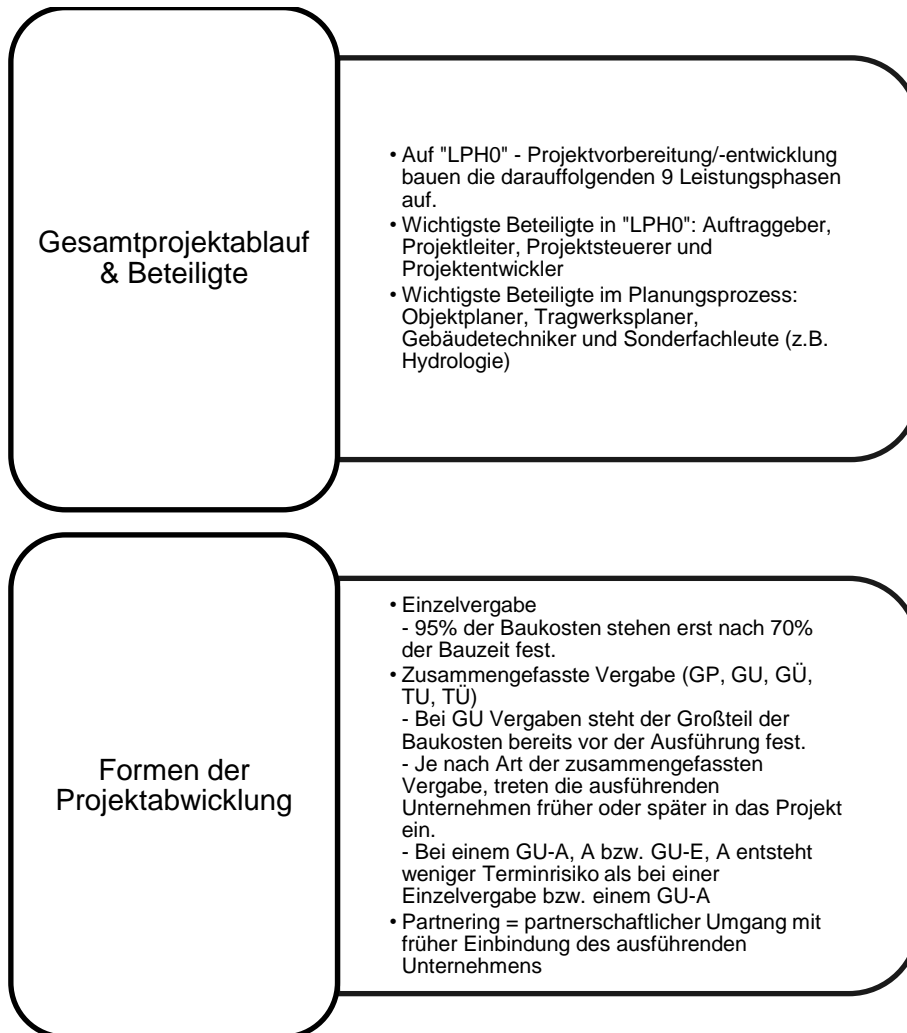 Gesamtprojektablauf
& Beteiligte
• Auf "LPH0" - Projektvorbereitung/-entwicklung
bauen die darauffolgenden 9 Leistungsphasen
auf.
• Wichtigste Beteiligte in "LPH0": Auftraggeber,
Projektleiter, Projektsteuerer und
Projektentwickler
• Wichtigste Beteiligte im Planungsprozess:
Objektplaner, Tragwerksplaner,
Gebäudetechniker und Sonderfachleute (z.B.
Hydrologie)
Formen der
Projektabwicklung
• Einzelvergabe
- 95% der Baukosten stehen erst nach 70%
der Bauzeit fest.
• Zusammengefasste Vergabe (GP, GU, GÜ,
TU, TÜ)
- Bei GU Vergaben steht der Großteil der
Baukosten bereits vor der Ausführung fest.
- Je nach Art der zusammengefassten
Vergabe, treten die ausführenden
Unternehmen früher oder später in das Projekt
ein.
- Bei einem GU-A, A bzw. GU-E, A entsteht
weniger Terminrisiko als bei einer
Einzelvergabe bzw. einem GU-A
• Partnering = partnerschaftlicher Umgang mit
früher Einbindung des ausführenden
Unternehmens